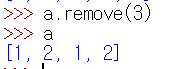 >>> a.remove(3)
>>> a
[1, 2, 1, 2]